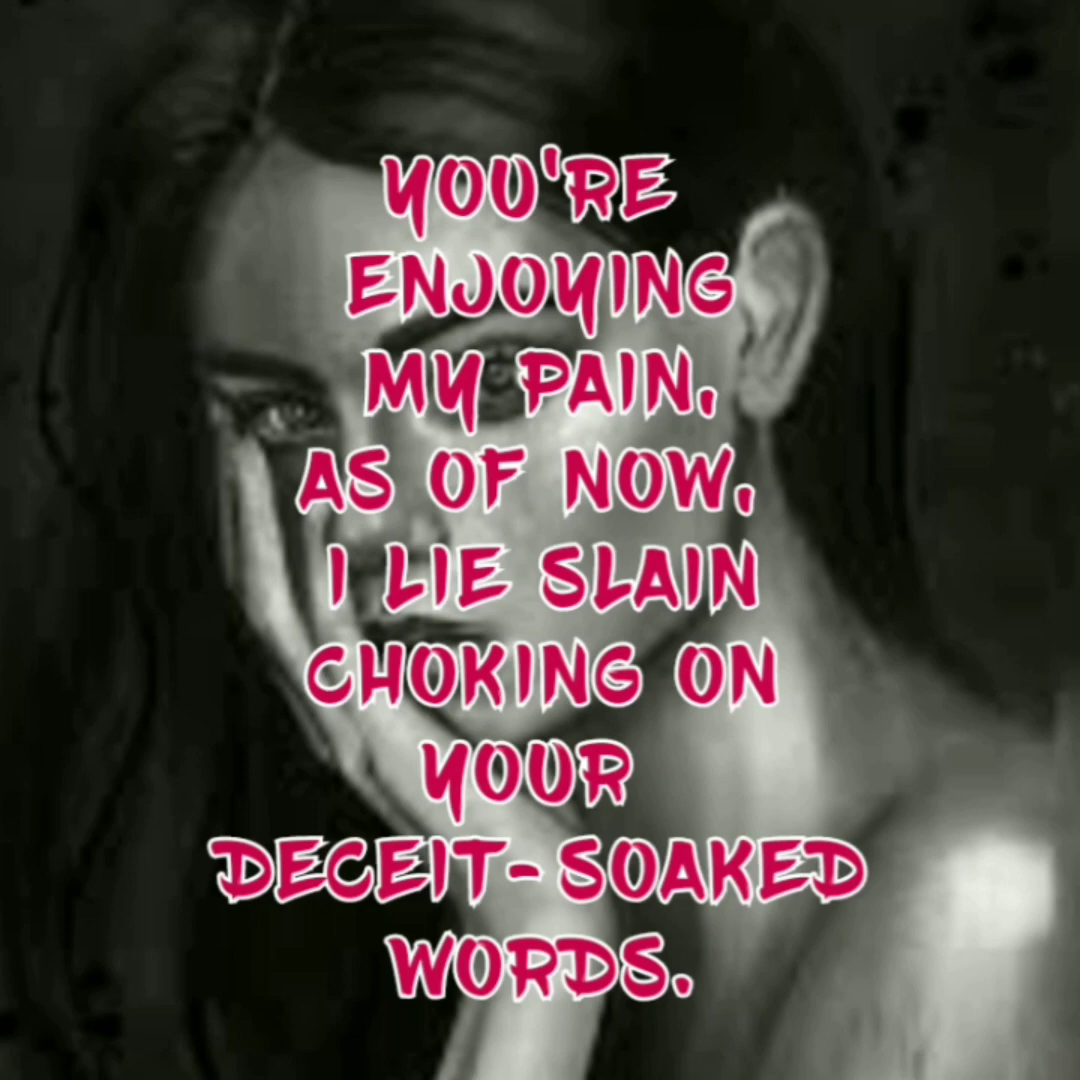 YOU'RE
ENJOYING
MY PAIN,
AS OF NOW,
I LIE SLAIN
CHOKING ON
YOUR
DECEIT-SOAKED
WORDS.